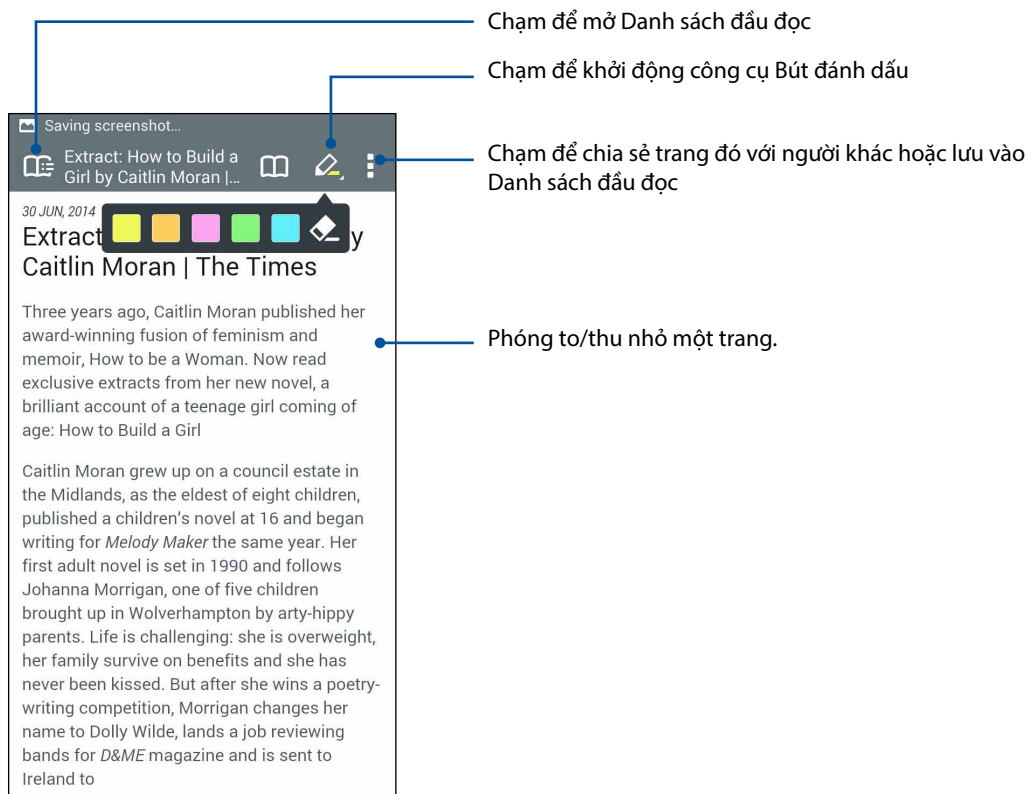 Chạm để mở Danh sách đầu đọc
Chạm để khởi động công cụ Bút đánh dấu
Chạm để chia sẻ trang đó với người khác hoặc lưu vào
Danh sách đầu đọc
Phóng to/thu nhỏ một trang.
Saving screenshot...
Extract: How to Build a
Girl by Caitlin Moran |...
30 JUN, 2014
Extract y
Caitlin Moran | The Times
Three years ago, Caitlin Moran published her
award-winning fusion of feminism and
memoir, How to be a Woman. Now read
exclusive extracts from her new novel, a
brilliant account of a teenage girl coming of
age: How to Build a Girl
Caitlin Moran grew up on a council estate in
the Midlands, as the eldest of eight children,
published a children's novel at 16 and began
writing for Melody Maker the same year. Her
first adult novel is set in 1990 and follows
Johanna Morrigan, one of five children
brought up in Wolverhampton by arty-hippy
parents. Life is challenging: she is overweight,
her family survive on benefits and she has
never been kissed. But after she wins a poetry-
writing competition, Morrigan changes her
name to Dolly Wilde, lands a job reviewing
bands for D&ME magazine and is sent to
Ireland to